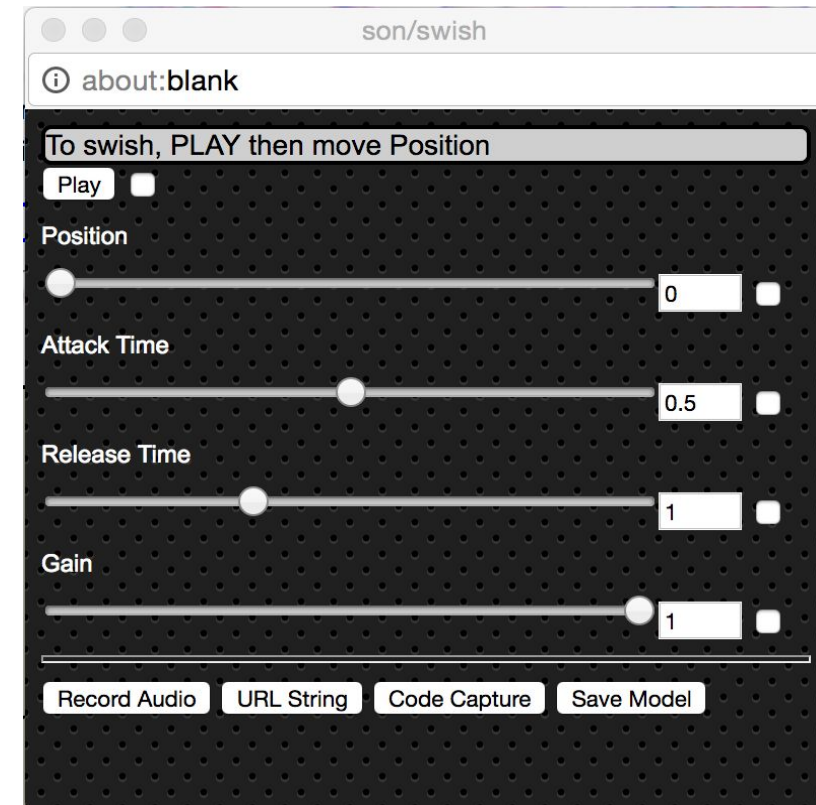 son/swish
about:blank
To swish, PLAY then move Position
Play
Position
0
Attack Time
0.5
Release Time
1
Gain
1
Record Audio URL String Code Capture Save Model